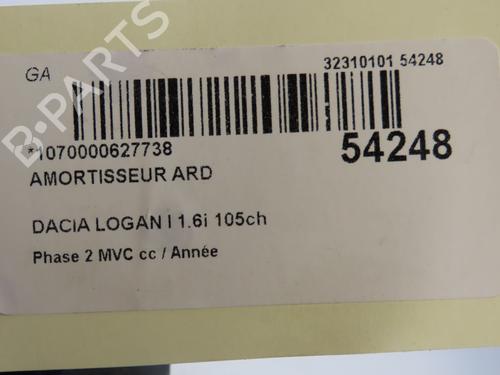 GA
32310101 54248
B-PARTS
*1070000627738
54248
AMORTISSEUR ARD
DACIA LOGAN I 1.6i 105ch
Phase 2 MVC cc / Année